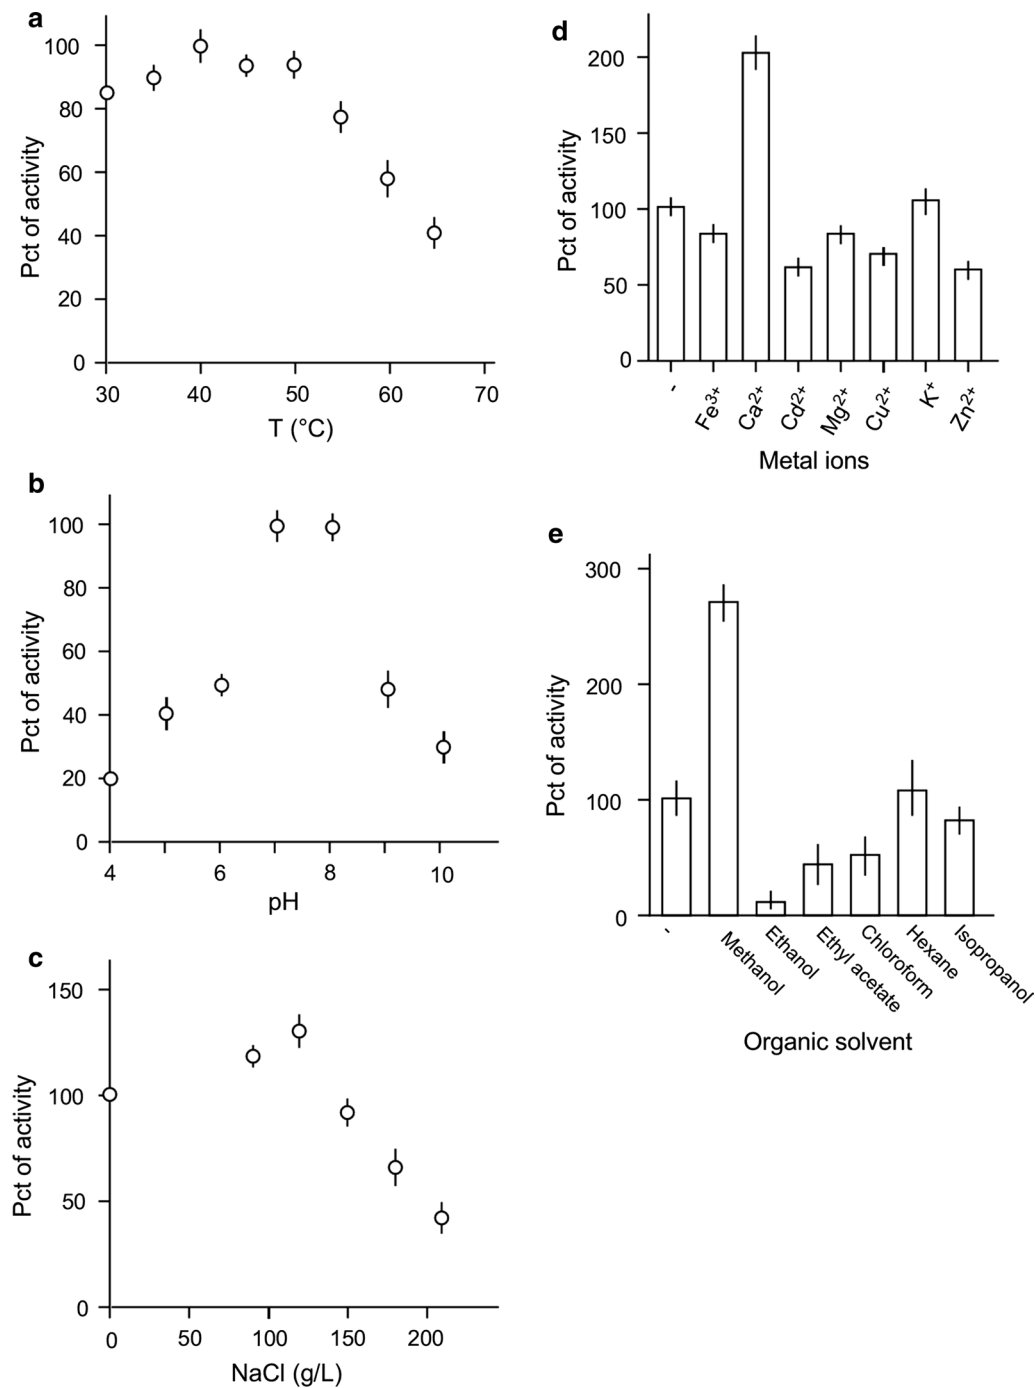 a
100
80
60
40
20
0
Pct of activity
30 40 50 60 70
T (°C)
b
100
80
60
40
20
0
Pct of activity
4 6 8 10
pH
c
150
100
50
0
Pct of activity
0 50 100 150 200
NaCl (g/L)
d
200
150
100
50
0
Pct of activity
- Fe³⁺ Ca²⁺ Cd²⁺ Mg²⁺ Cu²⁺ K⁺ Zn²⁺
Metal ions
e
300
200
100
0
Pct of activity
- Methanol Ethanol Ethyl acetate Chloroform Hexane Isopropanol
Organic solvent